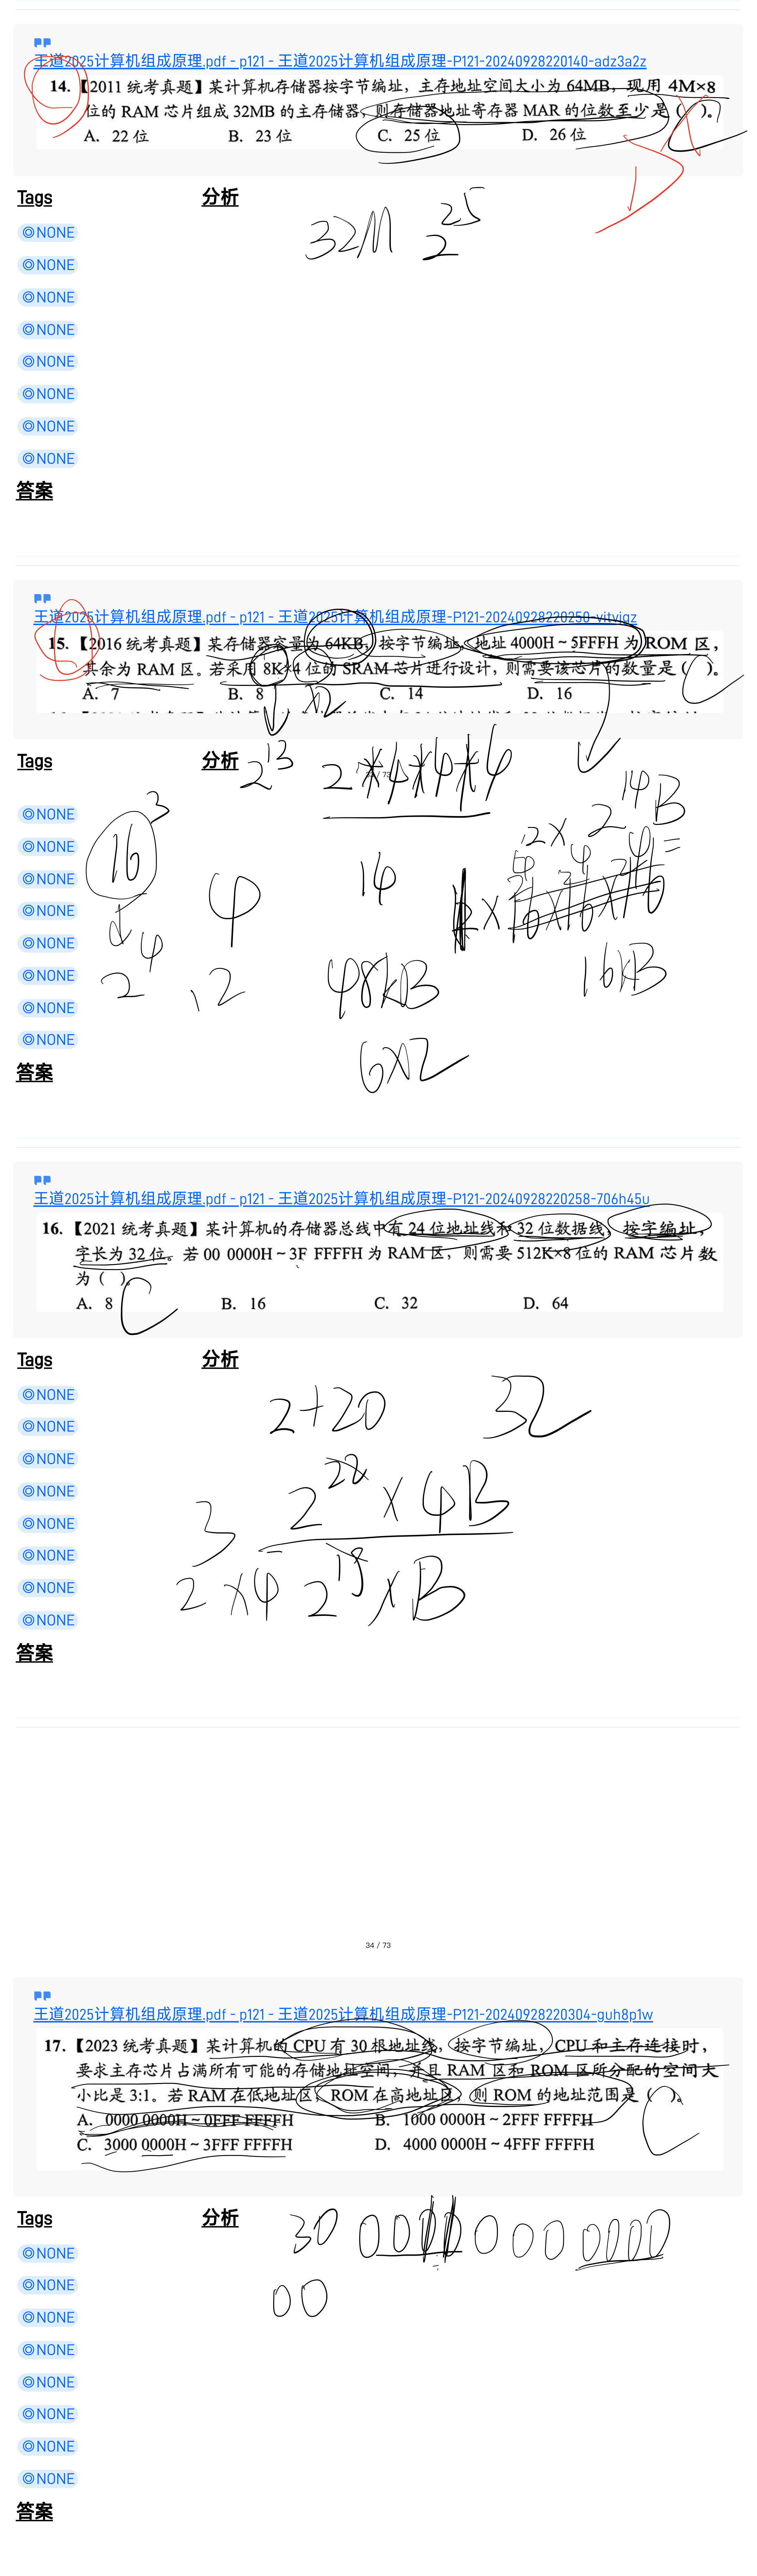 王道2025计算机组成原理.pdf - p121 - 王道2025计算机组成原理-P121-20240928220140-adz3a2z
14.【2011 统考真题】某计算机存储器按字节编址，主存地址空间大小为 64MB，现用 4M×8
位的 RAM 芯片组成 32MB 的主存储器，则存储器地址寄存器 MAR 的位数至少是（ ）。
A. 22 位 B. 23 位 C. 25 位 D. 26 位
Tags 分析
32M 2^25
◎NONE
◎NONE
◎NONE
◎NONE
◎NONE
◎NONE
◎NONE
◎NONE
答案
王道2025计算机组成原理.pdf - p121 - 王道2025计算机组成原理-P121-20240928220250-vitvigz
15.【2016 统考真题】某存储器容量为 64KB，按字节编址，地址 4000H ~ 5FFFH 为 ROM 区，
其余为 RAM 区。若采用 8K×4 位的 SRAM 芯片进行设计，则需要该芯片的数量是（ ）。
A. 7 B. 8 C. 14 D. 16
Tags 分析
2^13
2^14B
16^3
14
2^4
12
48KB
16KB
6×2
◎NONE
◎NONE
◎NONE
◎NONE
◎NONE
◎NONE
◎NONE
◎NONE
答案
王道2025计算机组成原理.pdf - p121 - 王道2025计算机组成原理-P121-20240928220258-706h45u
16.【2021 统考真题】某计算机的存储器总线中有 24 位地址线和 32 位数据线，按字编址，
字长为 32 位。若 00 0000H ~ 3F FFFFH 为 RAM 区，则需要 512K×8 位的 RAM 芯片数
为（ ）。
A. 8 B. 16 C. 32 D. 64
C
Tags 分析
2+20 32
2^22 × 4B
2^3 × 4 2^19 × B
◎NONE
◎NONE
◎NONE
◎NONE
◎NONE
◎NONE
◎NONE
◎NONE
答案
34 / 73
王道2025计算机组成原理.pdf - p121 - 王道2025计算机组成原理-P121-20240928220304-guh8p1w
17.【2023 统考真题】某计算机的 CPU 有 30 根地址线，按字节编址，CPU 和主存连接时，
要求主存芯片占满所有可能的存储地址空间，并且 RAM 区和 ROM 区所分配的空间大
小比是 3:1。若 RAM 在低地址区，ROM 在高地址区，则 ROM 的地址范围是（ ）。
A. 0000 0000H ~ 0FFF FFFFH B. 1000 0000H ~ 2FFF FFFFH
C. 3000 0000H ~ 3FFF FFFFH D. 4000 0000H ~ 4FFF FFFFH
C
Tags 分析
30
00
◎NONE
◎NONE
◎NONE
◎NONE
◎NONE
◎NONE
◎NONE
◎NONE
答案